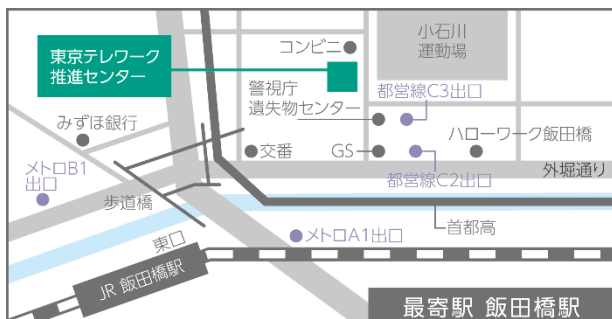 東京テレワーク
推進センター
コンビニ
小石川
運動場
警視庁
遺失物センター
都営線C3出口
みずほ銀行
交番
GS
ハローワーク飯田橋
外堀通り
都営線C2出口
メトロB1
出口
歩道橋
首都高
東口
メトロA1出口
JR 飯田橋駅
最寄駅 飯田橋駅